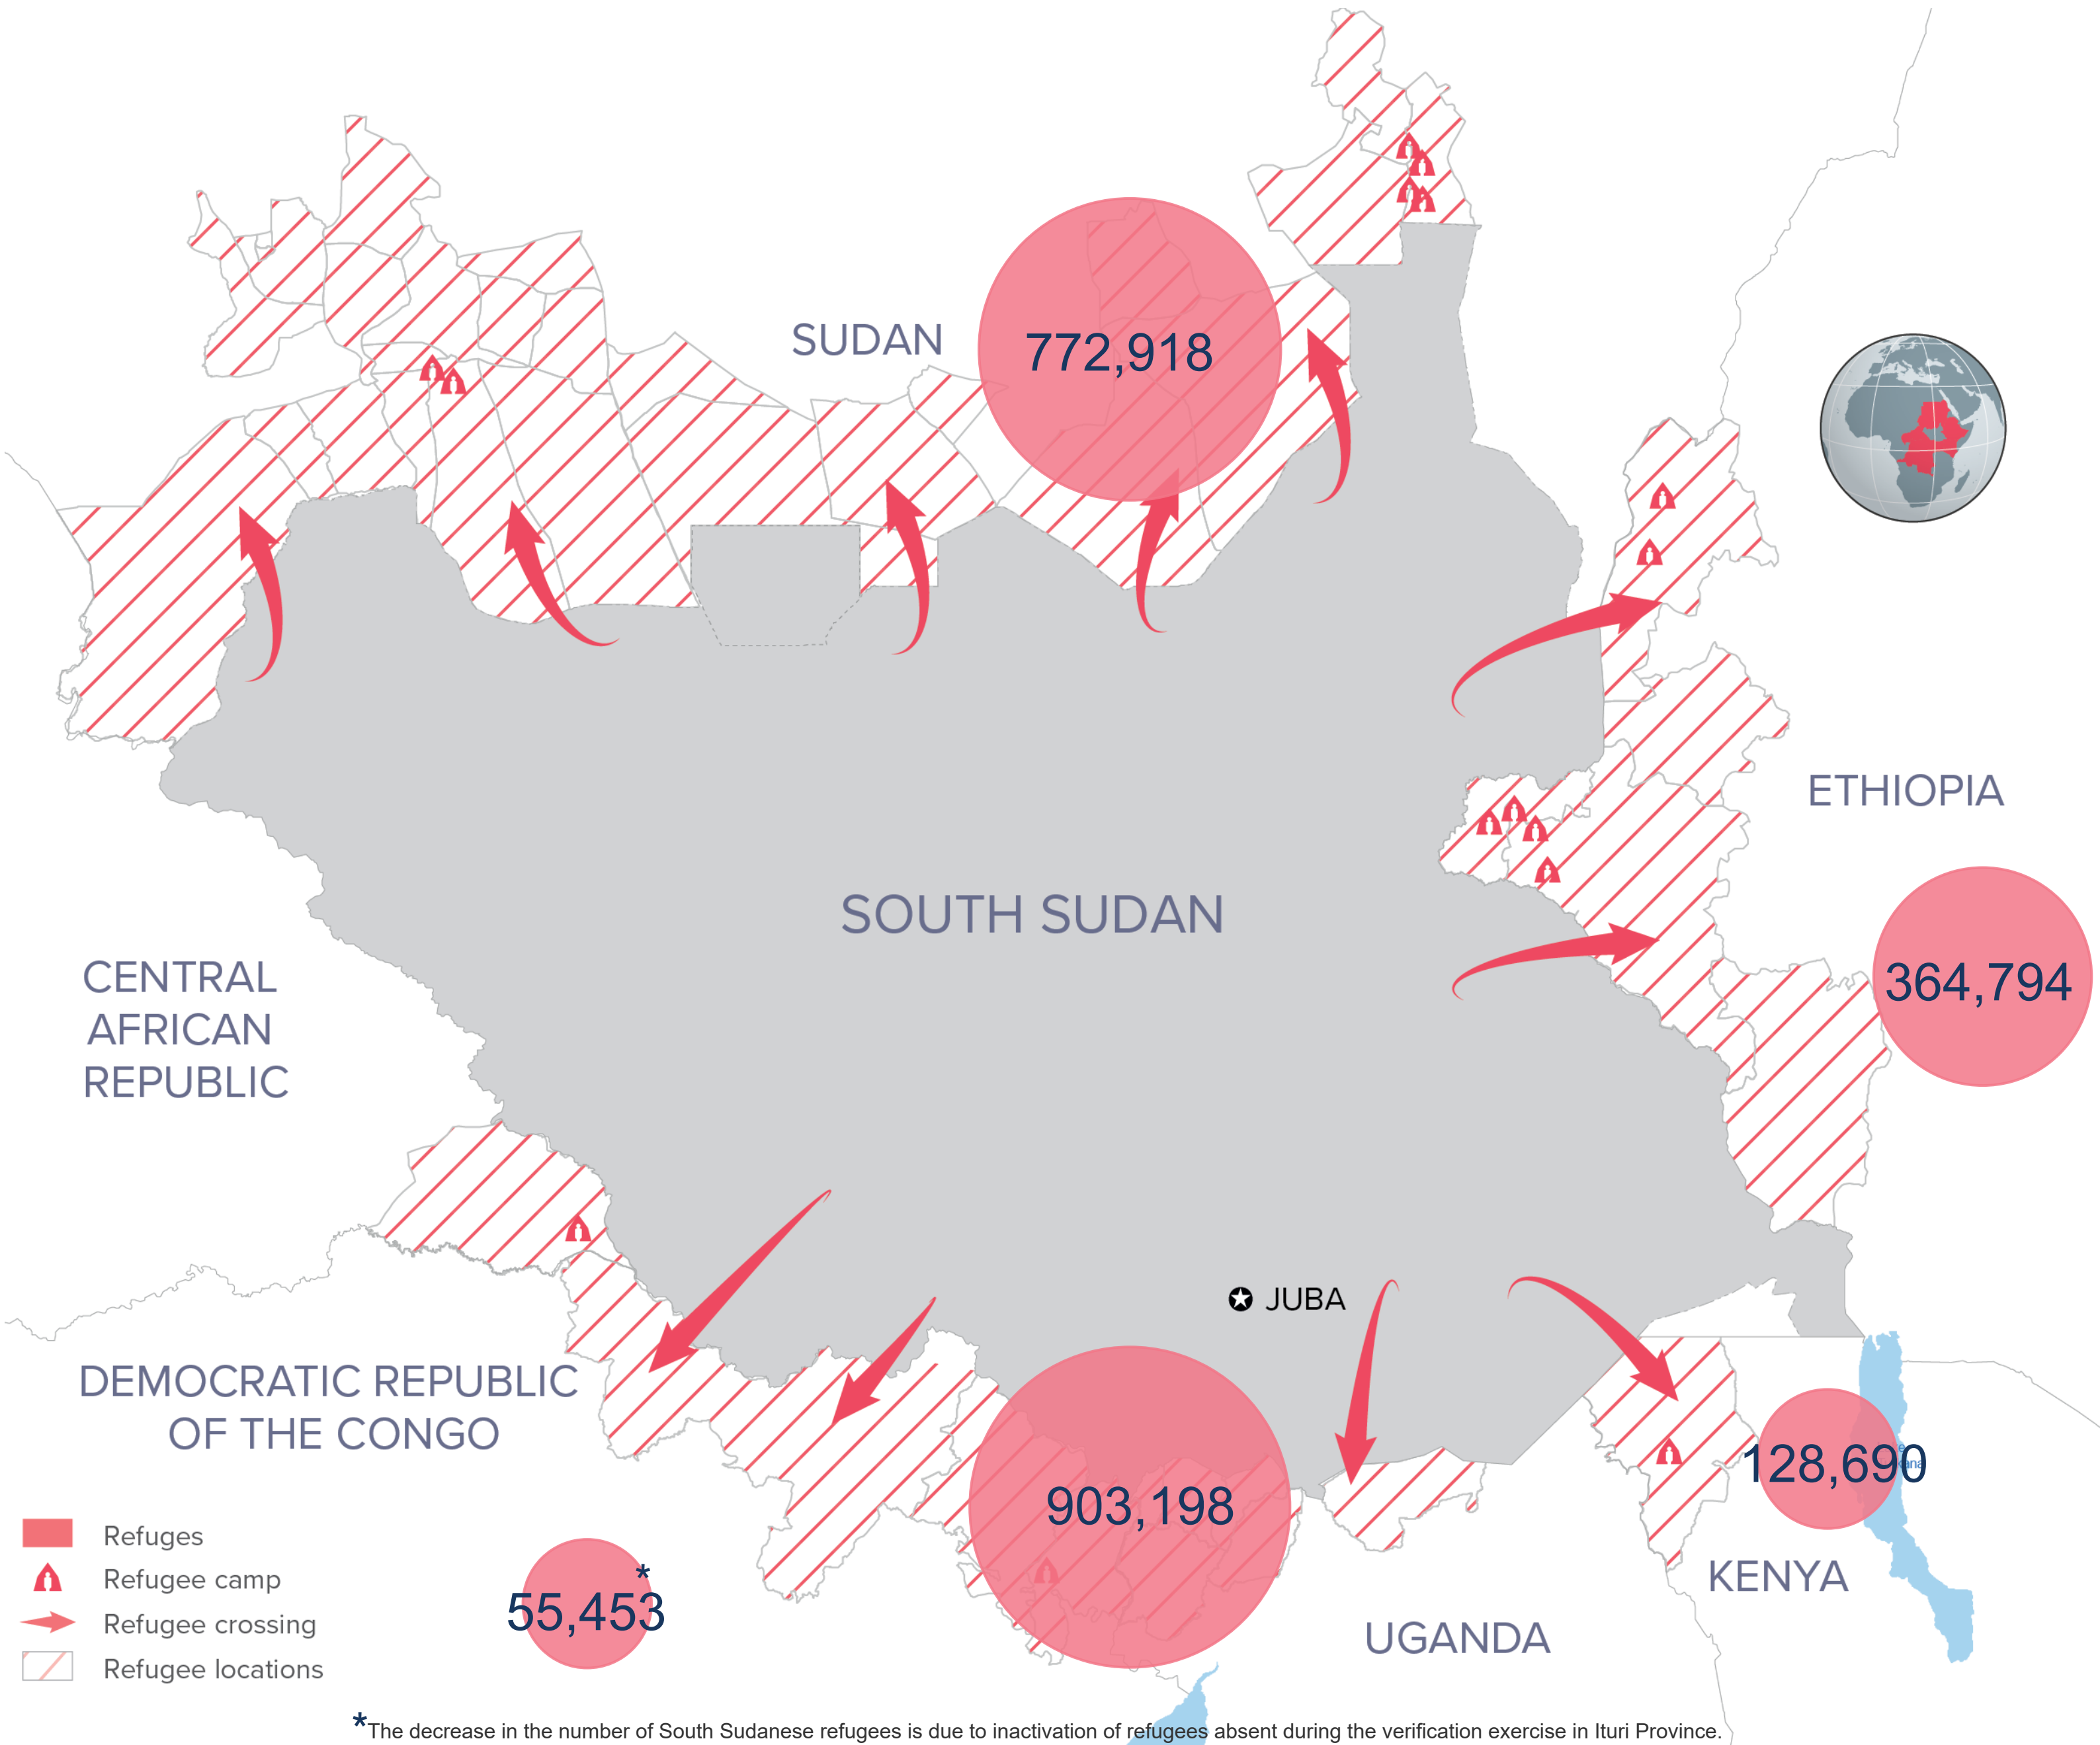 SUDAN
772,918
ETHIOPIA
SOUTH SUDAN
364,794
CENTRAL
AFRICAN
REPUBLIC
JUBA
DEMOCRATIC REPUBLIC
OF THE CONGO
128,690
903,198
KENYA
UGANDA
Refuges
Refugee camp
Refugee crossing
Refugee locations
55,453*
*The decrease in the number of South Sudanese refugees is due to inactivation of refugees absent during the verification exercise in Ituri Province.